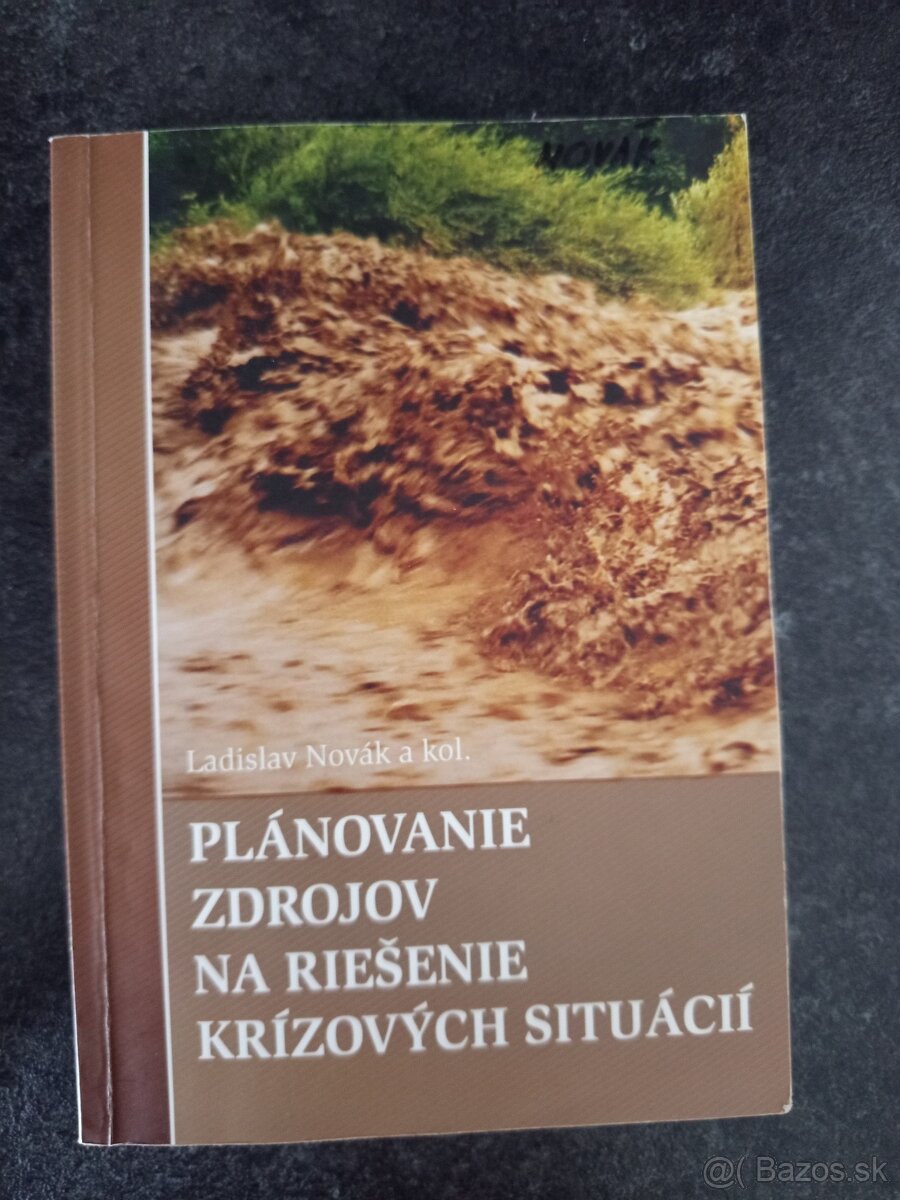 NOVÁK
Ladislav Novák a kol.
PLÁNOVANIE
ZDROJOV
NA RIEŠENIE
KRÍZOVÝCH SITUÁCIÍ
@( Bazos.sk